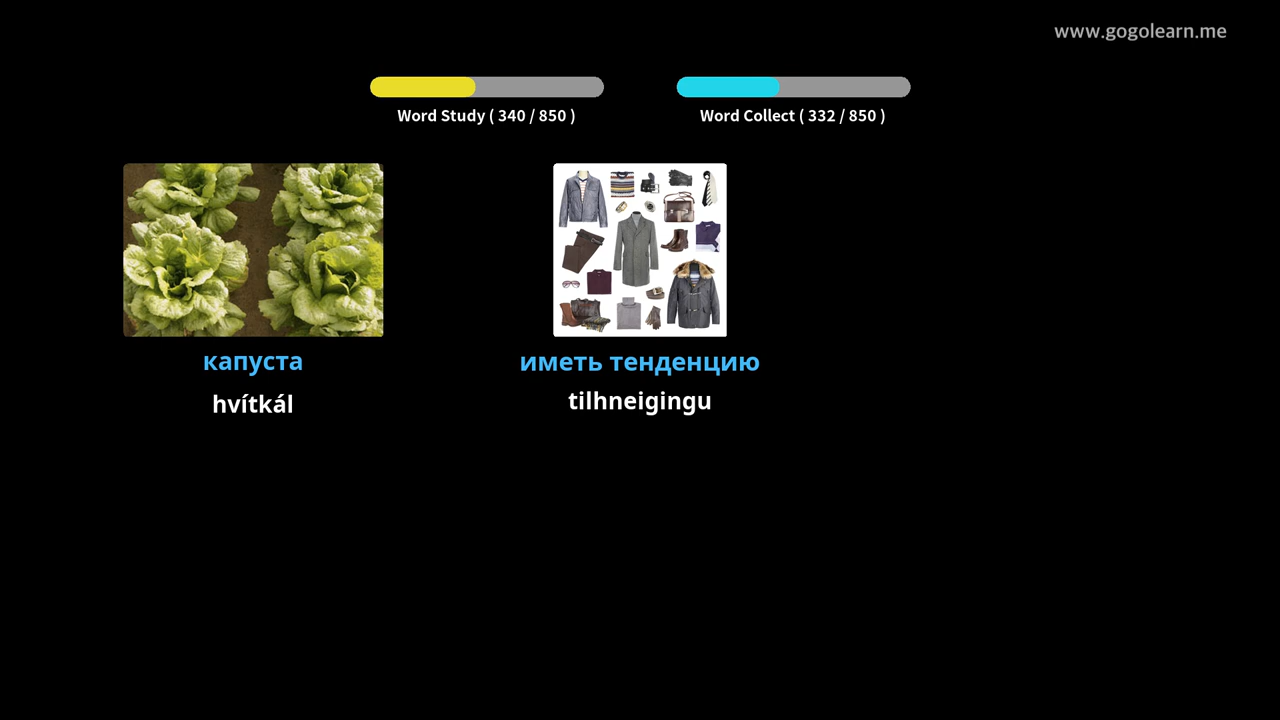 www.gogolearn.me
Word Study ( 340 / 850 )
Word Collect ( 332 / 850 )
капуста
hvítkál
иметь тенденцию
tilhneigingu